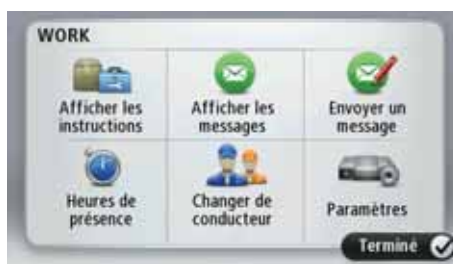 WORK
Afficher les
instructions
Afficher les
messages
Envoyer un
message
Heures de
présence
Changer de
conducteur
Paramètres
Terminé